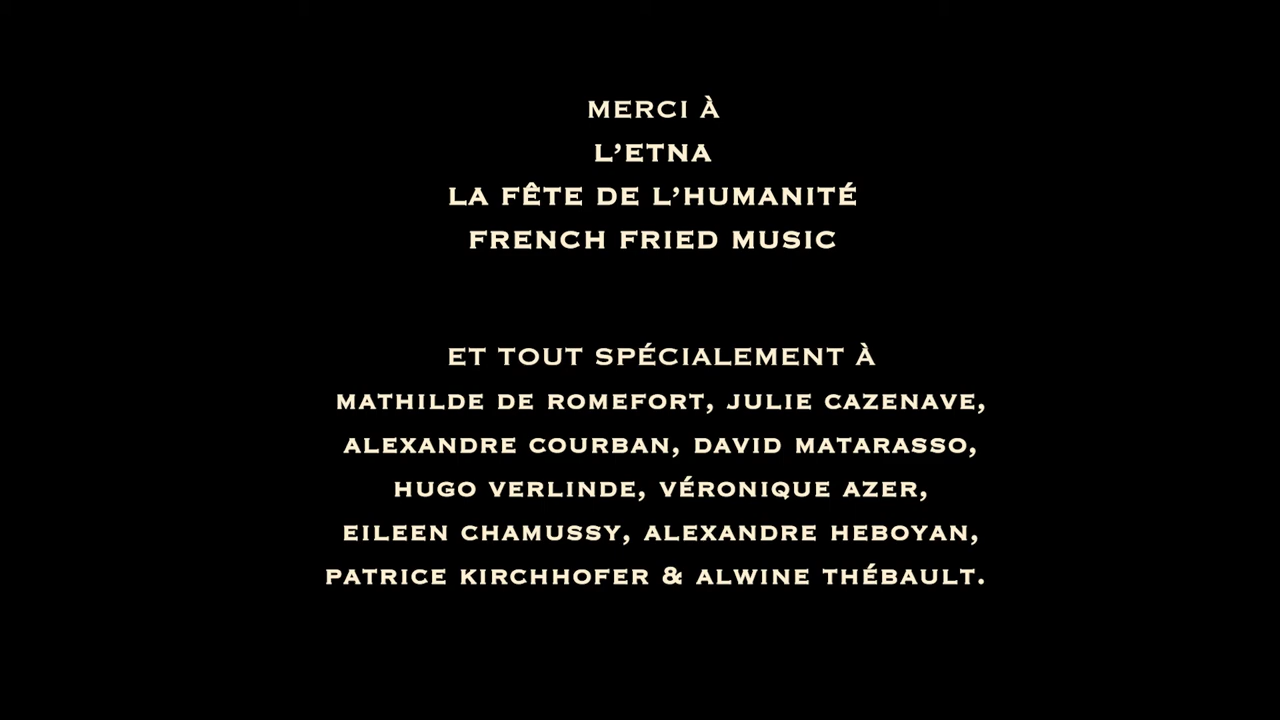 MERCI À
L’ETNA
LA FÊTE DE L’HUMANITÉ
FRENCH FRIED MUSIC
ET TOUT SPÉCIALEMENT À
MATHILDE DE ROMEFORT, JULIE CAZENAVE,
ALEXANDRE COURBAN, DAVID MATARASSO,
HUGO VERLINDE, VÉRONIQUE AZER,
EILEEN CHAMUSSY, ALEXANDRE HEBOYAN,
PATRICE KIRCHHOFER & ALWINE THÉBAULT.